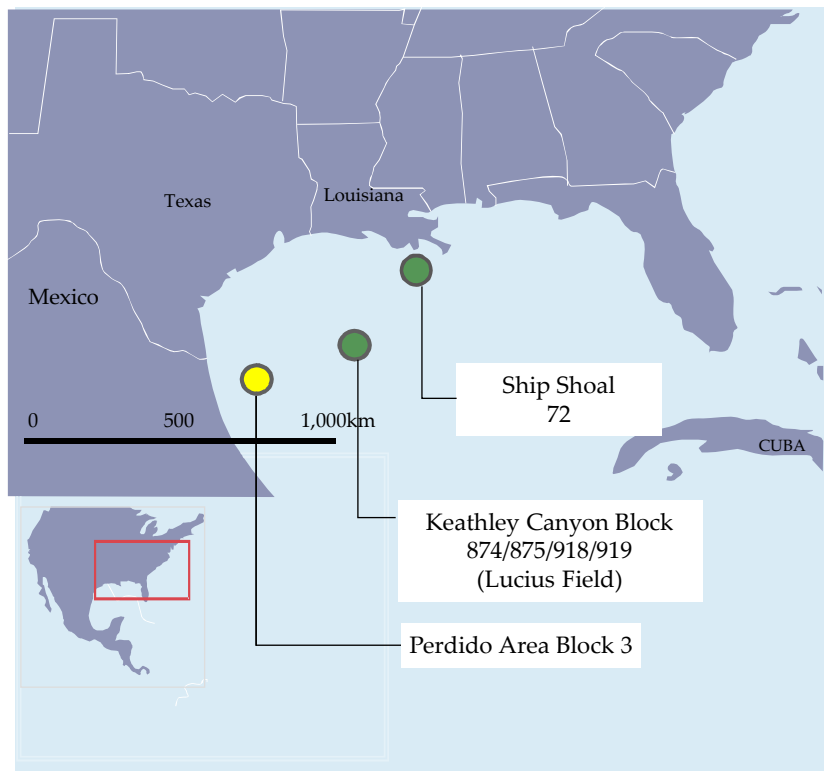 Texas
Louisiana
Mexico
0 500 1,000km
Ship Shoal
72
CUBA
Keathley Canyon Block
874/875/918/919
(Lucius Field)
Perdido Area Block 3